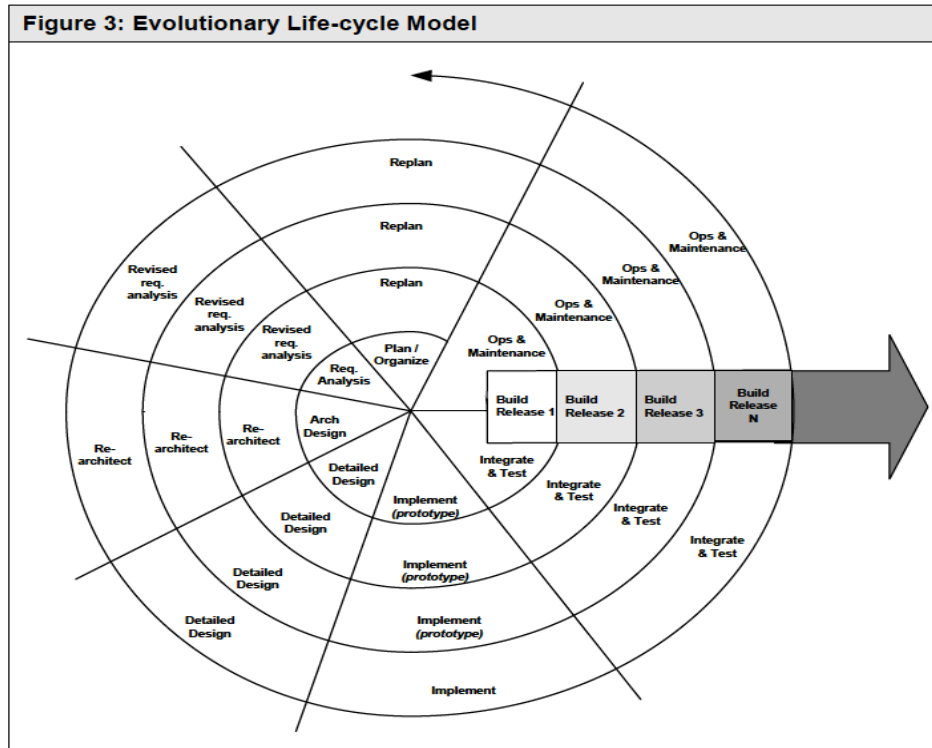 Figure 3: Evolutionary Life-cycle Model
Replan
Replan
Replan
Plan /
Organize
Revised
req.
analysis
Revised
req.
analysis
Revised
req.
analysis
Req.
Analysis
Re-
architect
Re-
architect
Re-
architect
Arch
Design
Detailed
Design
Detailed
Design
Detailed
Design
Detailed
Design
Implement
(prototype)
Implement
(prototype)
Implement
(prototype)
Implement
Integrate
& Test
Integrate
& Test
Integrate
& Test
Integrate
& Test
Build
Release 1
Build
Release 2
Build
Release 3
Build
Release
N
Ops &
Maintenance
Ops &
Maintenance
Ops &
Maintenance
Ops &
Maintenance